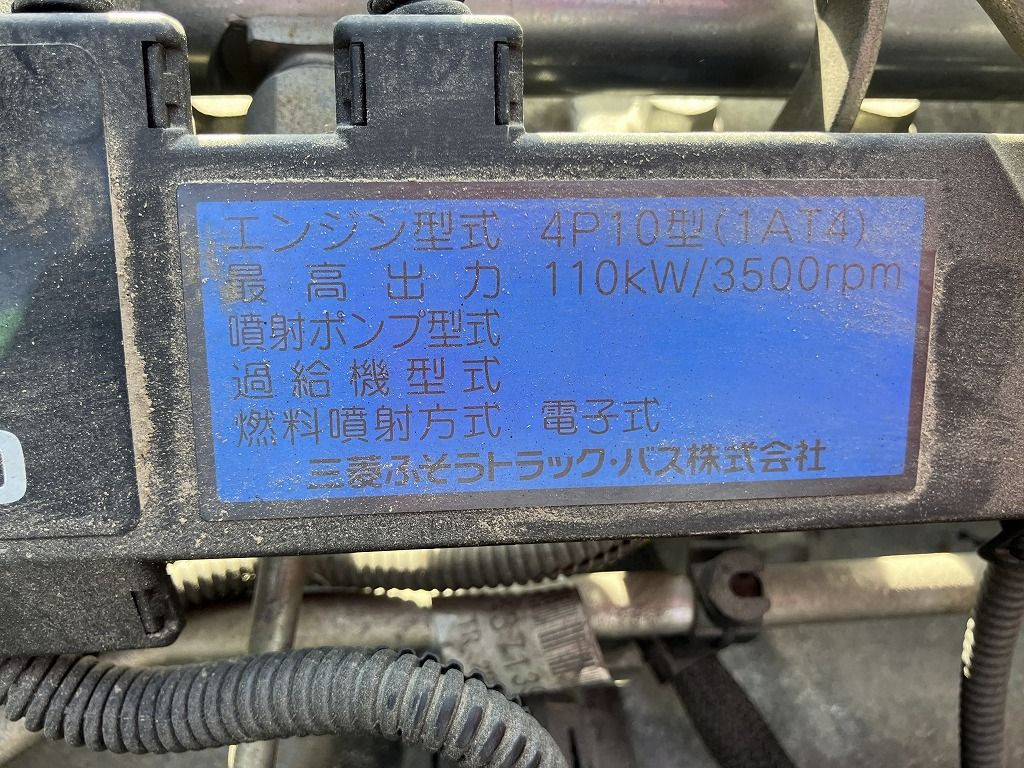 エンジン型式 4P10型(1AT4)
最高出力 110kW/3500rpm
噴射ポンプ型式
過給機型式
燃料噴射方式 電子式
三菱ふそうトラック・バス株式会社